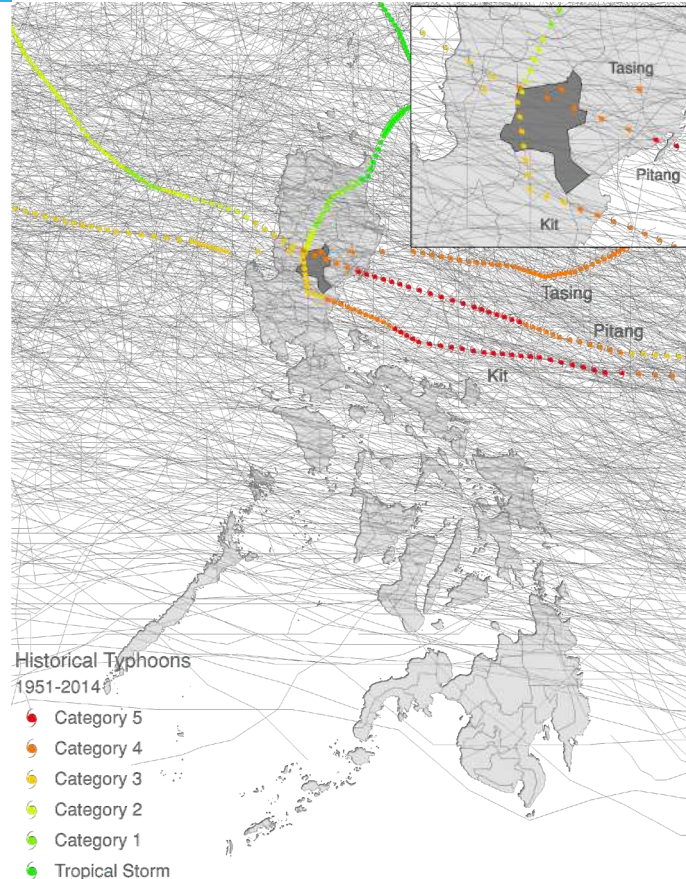 Tasing
Pitang
Kit
Tasing
Pitang
Kit
Historical Typhoons
1951-2014
Category 5
Category 4
Category 3
Category 2
Category 1
Tropical Storm